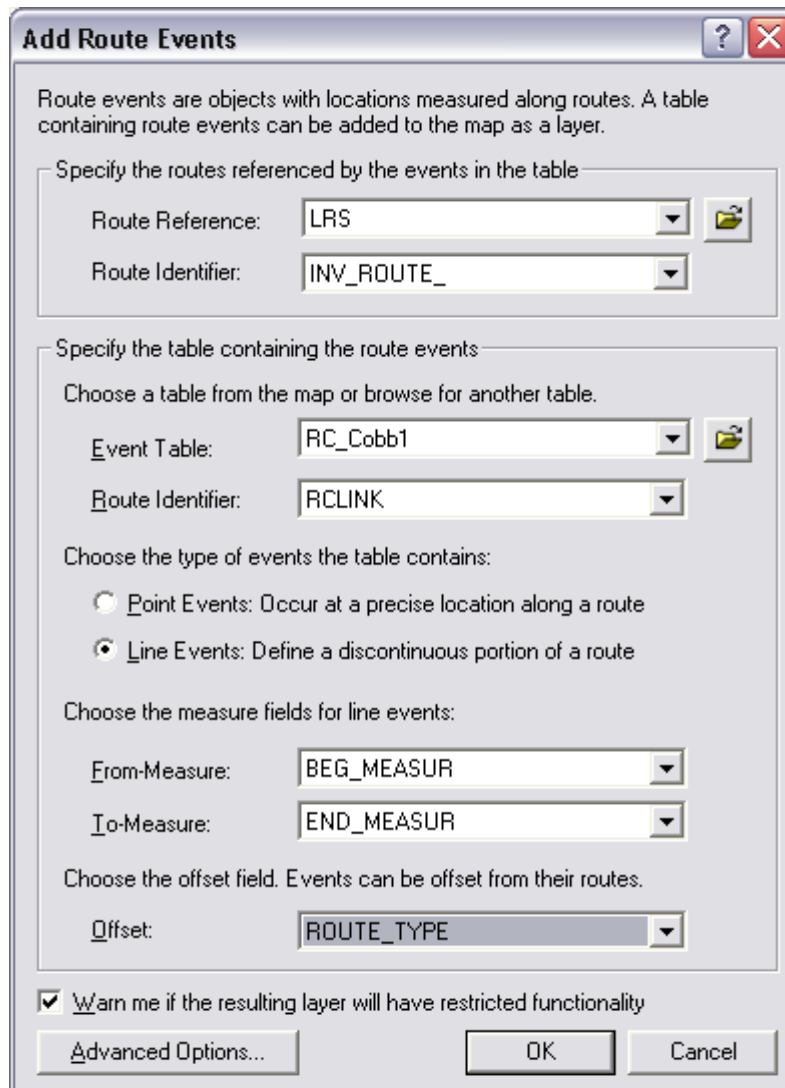 Add Route Events
?
Route events are objects with locations measured along routes. A table
containing route events can be added to the map as a layer.
Specify the routes referenced by the events in the table
Route Reference: LRS
Route Identifier: INV_ROUTE_
Specify the table containing the route events
Choose a table from the map or browse for another table.
Event Table: RC_Cobb1
Route Identifier: RCLINK
Choose the type of events the table contains:
Point Events: Occur at a precise location along a route
Line Events: Define a discontinuous portion of a route
Choose the measure fields for line events:
From-Measure: BEG_MEASUR
To-Measure: END_MEASUR
Choose the offset field. Events can be offset from their routes.
Offset: ROUTE_TYPE
Warn me if the resulting layer will have restricted functionality
Advanced Options... OK Cancel